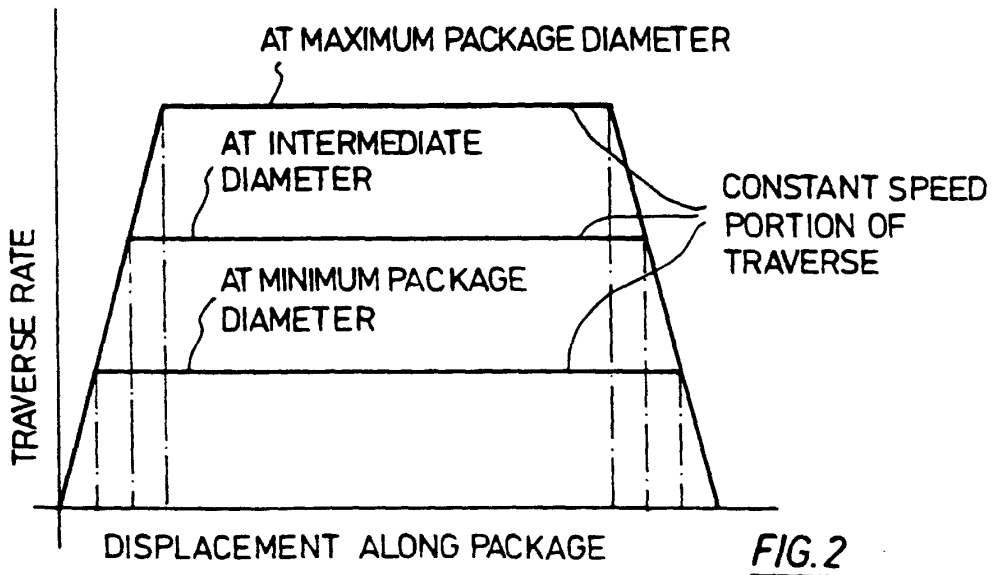 AT MAXIMUM PACKAGE DIAMETER
AT INTERMEDIATE
DIAMETER
CONSTANT SPEED
PORTION OF
TRAVERSE
AT MINIMUM PACKAGE
DIAMETER
TRAVERSE RATE
DISPLACEMENT ALONG PACKAGE
FIG. 2